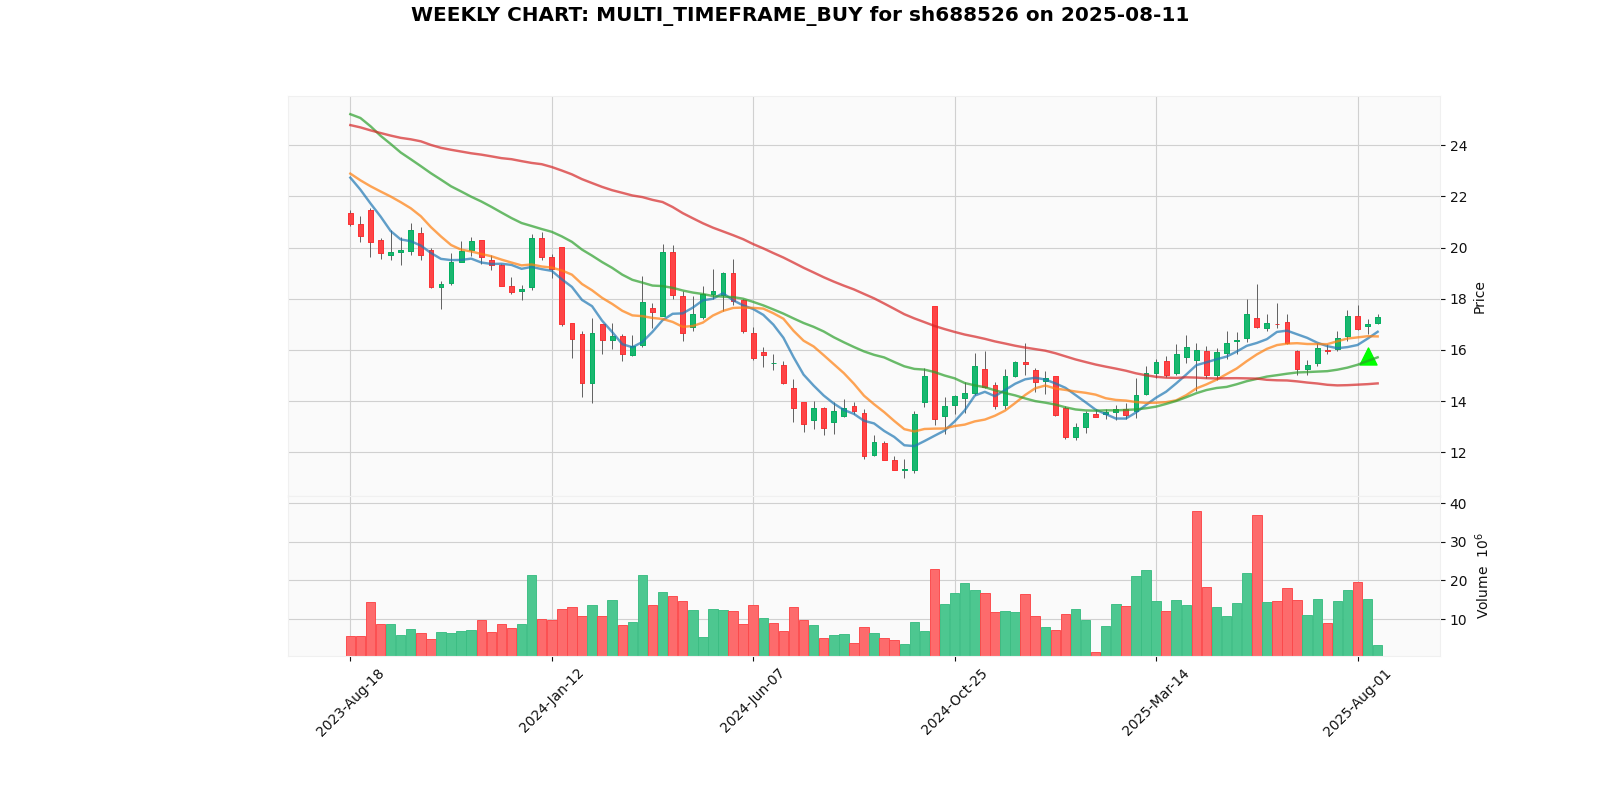 WEEKLY CHART: MULTI_TIMEFRAME_BUY for sh688526 on 2025-08-11
24
22
20
18
16
14
12
Price
40
30
20
10
Volume 10^6
2023-Aug-18
2024-Jan-12
2024-Jun-07
2024-Oct-25
2025-Mar-14
2025-Aug-01